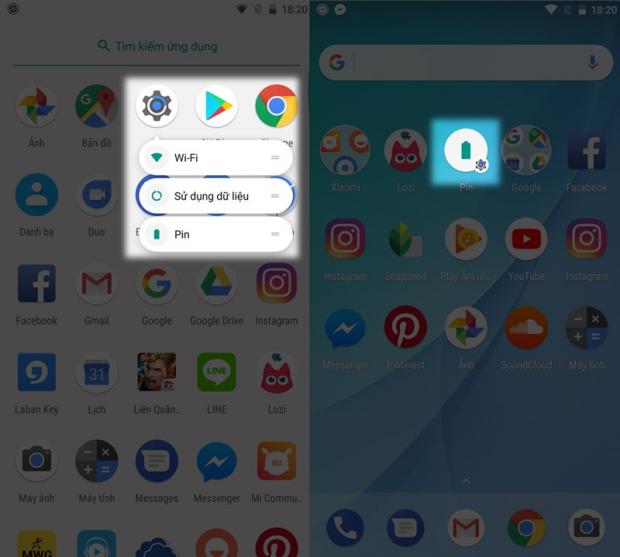 18:20
Tìm kiếm ứng dụng
Ảnh
Bản đồ
Wi-Fi
Sử dụng dữ liệu
Pin
Danh bạ
Duo
Facebook
Gmail
Google
Google Drive
Instagram
Laban Key
31
Lịch
Liên Quân..
LINE
LINE
Lozi
Máy ảnh
Máy tính
Messages
Messenger
Mi Commu..
MWG
18:20
Xiaomi
Lozi
Pin
Google
Facebook
Instagram
Snapseed
Play Âm nh..
YouTube
Instagram
Messenger
Pinterest
Ảnh
SoundCloud
Máy tính